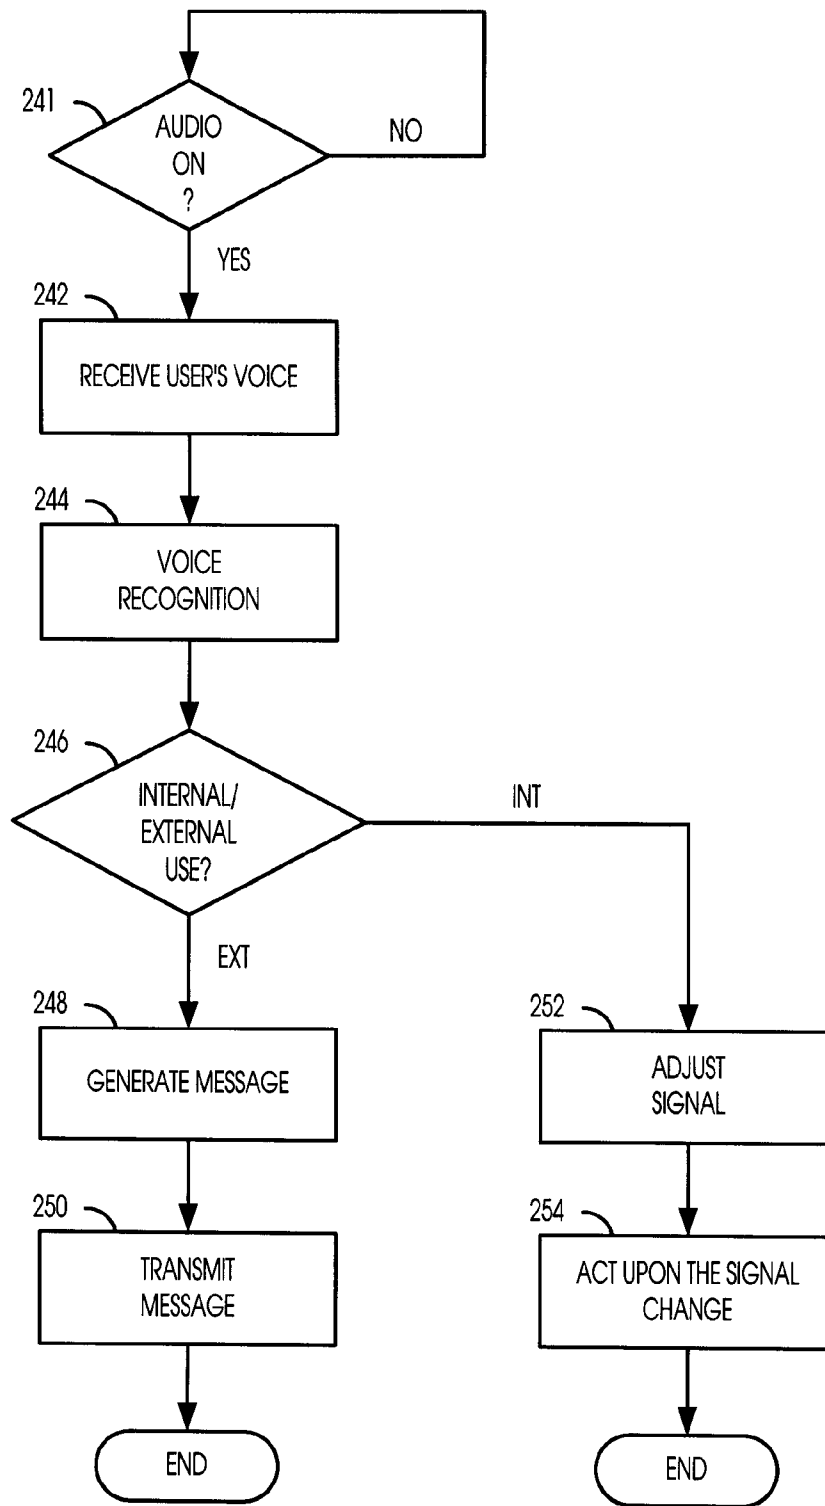 241
AUDIO
ON
?
NO
YES
242
RECEIVE USER'S VOICE
244
VOICE
RECOGNITION
246
INTERNAL/
EXTERNAL
USE?
INT
EXT
248
GENERATE MESSAGE
252
ADJUST
SIGNAL
250
TRANSMIT
MESSAGE
254
ACT UPON THE SIGNAL
CHANGE
END
END